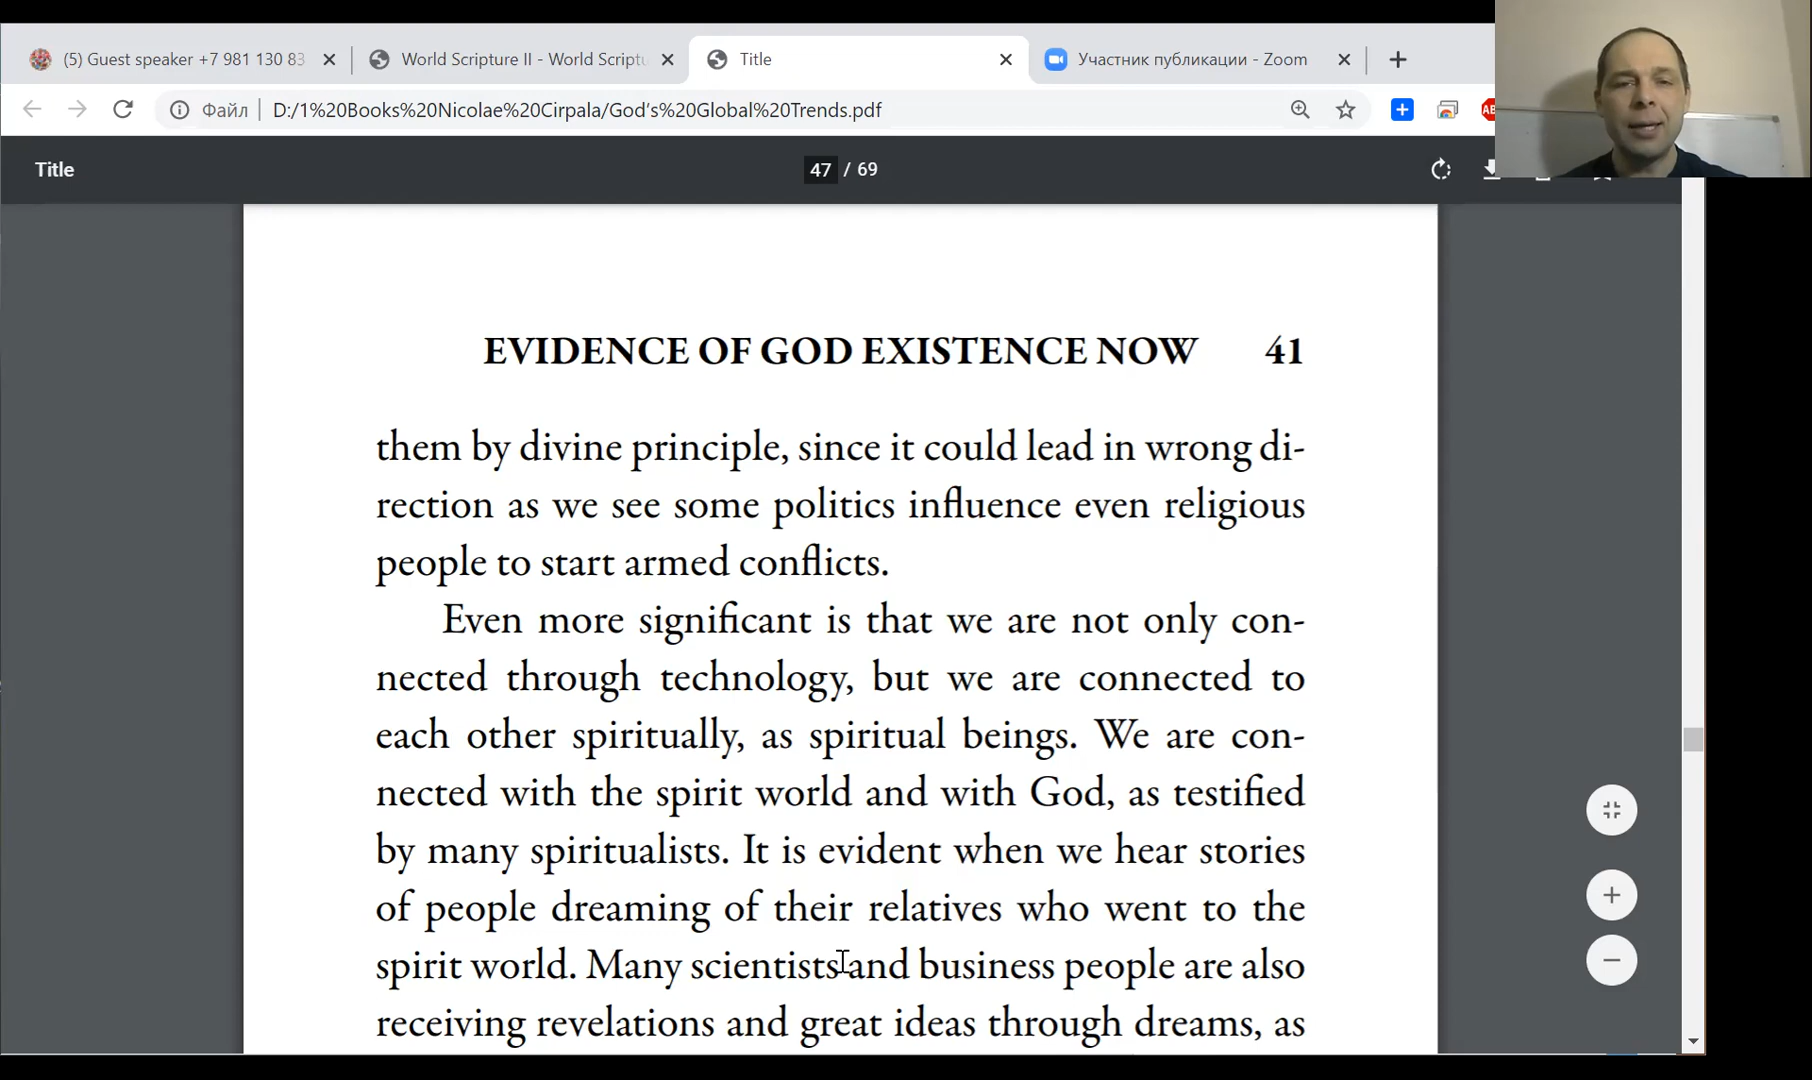 (5) Guest speaker +7 981 130 83
World Scripture II - World Scriptu
Title
Участник публикации - Zoom
Файл
D:/1%20Books%20Nicolae%20Cirpala/God's%20Global%20Trends.pdf
Title
47 / 69
EVIDENCE OF GOD EXISTENCE NOW 41
them by divine principle, since it could lead in wrong di-
rection as we see some politics influence even religious
people to start armed conflicts.
Even more significant is that we are not only con-
nected through technology, but we are connected to
each other spiritually, as spiritual beings. We are con-
nected with the spirit world and with God, as testified
by many spiritualists. It is evident when we hear stories
of people dreaming of their relatives who went to the
spirit world. Many scientists and business people are also
receiving revelations and great ideas through dreams, as